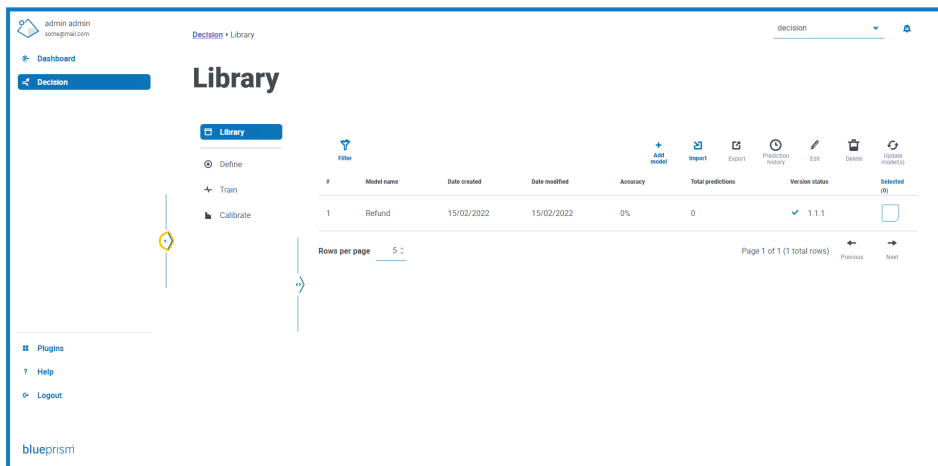 admin admin
some@mail.com
Dashboard
Decision
Plugins
? Help
Logout
blueprism
Decision › Library
decision
Library
Library
Define
Train
Calibrate
Filter
Add
model
Import
Export
Prediction
history
Edit
Delete
Update
model(s)
# Model name Date created Date modified Accuracy Total predictions Version status Selected
(0)
1 Refund 15/02/2022 15/02/2022 0% 0 1.1.1
Rows per page 5
Page 1 of 1 (1 total rows)
Previous
Next